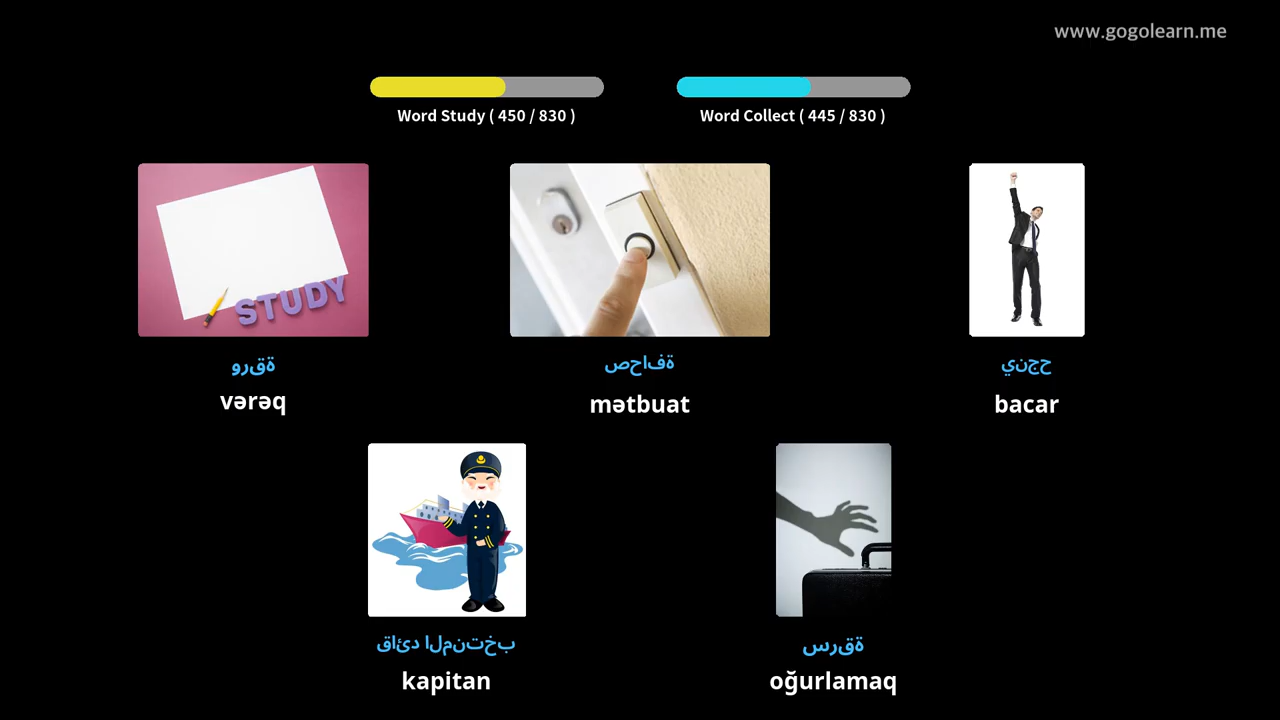 www.gogolearn.me
Word Study ( 450 / 830 )
Word Collect ( 445 / 830 )
STUDY
ورقة
vərəq
صحافة
mətbuat
ينجح
bacar
قائد المنتخب
kapitan
سرقة
oğurlamaq